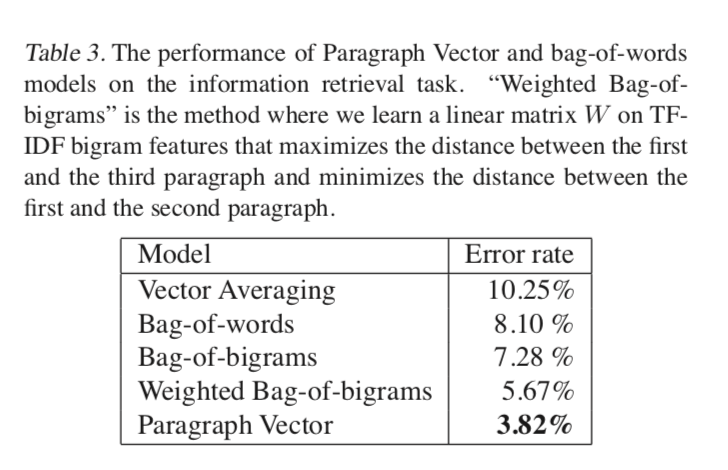 Table 3. The performance of Paragraph Vector and bag-of-words
models on the information retrieval task. “Weighted Bag-of-
bigrams” is the method where we learn a linear matrix W on TF-
IDF bigram features that maximizes the distance between the first
and the third paragraph and minimizes the distance between the
first and the second paragraph.
Model Error rate
Vector Averaging 10.25%
Bag-of-words 8.10 %
Bag-of-bigrams 7.28 %
Weighted Bag-of-bigrams 5.67%
Paragraph Vector 3.82%